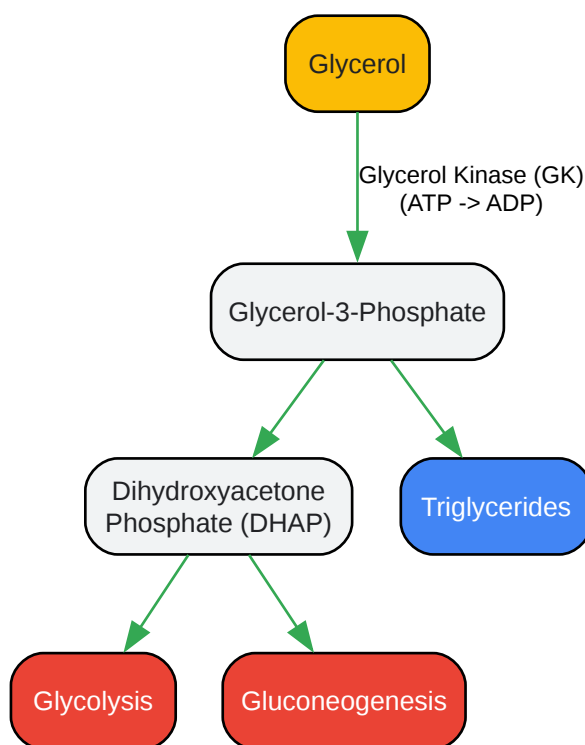 Glycerol
Glycerol Kinase (GK)
(ATP -> ADP)
Glycerol-3-Phosphate
Dihydroxyacetone
Phosphate (DHAP)
Triglycerides
Glycolysis
Gluconeogenesis